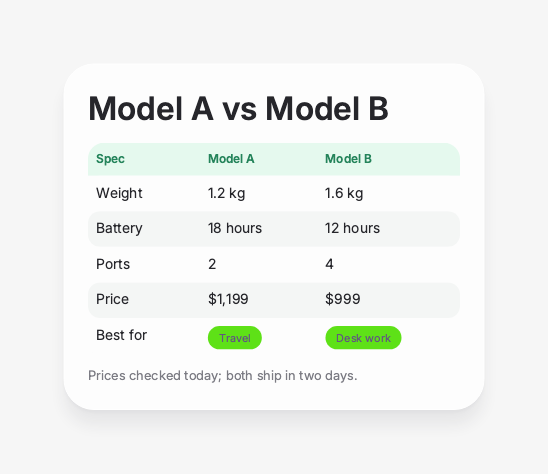 Model A vs Model B
Spec Model A Model B
Weight 1.2 kg 1.6 kg
Battery 18 hours 12 hours
Ports 2 4
Price $1,199 $999
Best for Travel Desk work
Prices checked today; both ship in two days.